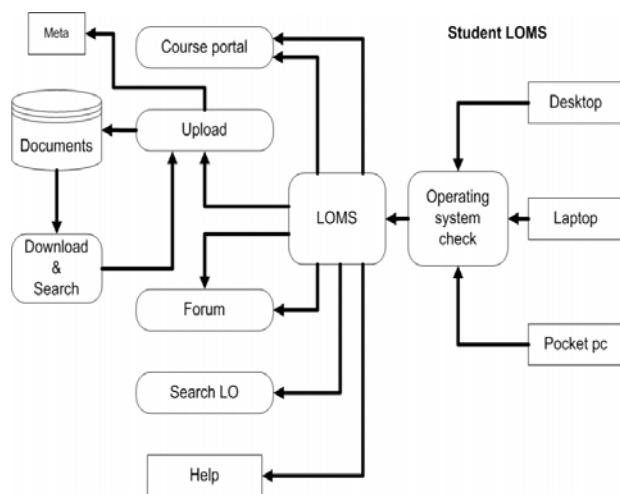 Meta
Course portal
Student LOMS
Desktop
Documents
Upload
LOMS
Operating
system
check
Laptop
Download
&
Search
Forum
Pocket pc
Search LO
Help